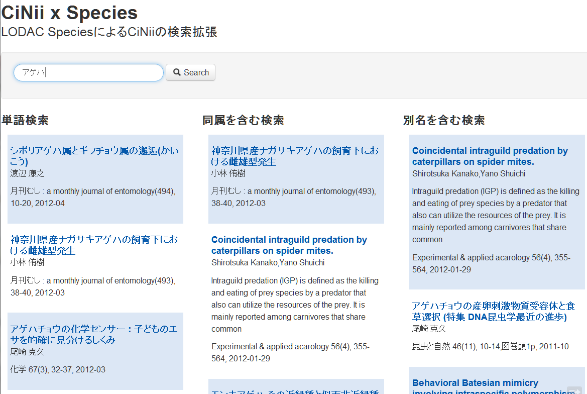 CiNii x Species
LODAC SpeciesによるCiNiiの検索拡張
アゲハ
Search
単語検索
シボリアゲハ属とギフチョウ属の邂逅(かいこう)
渡辺 康之
月刊むし : a monthly journal of entomology(494),
10-20, 2012-04
神奈川県産ナガサキアゲハの飼育下における雌雄型発生
小林 侑樹
月刊むし : a monthly journal of entomology(493),
38-40, 2012-03
アゲハチョウの化学センサー : 子どものエサを的確に見分けるしくみ
尾崎 克久
化学 67(3), 32-37, 2012-03
同属を含む検索
神奈川県産ナガサキアゲハの飼育下における雌雄型発生
小林 侑樹
月刊むし : a monthly journal of entomology(493),
38-40, 2012-03
Coincidental intraguild predation by
caterpillars on spider mites.
Shirotsuka Kanako,Yano Shuichi
Intraguild predation (IGP) is defined as the killing
and eating of prey species by a predator that
also can utilize the resources of the prey. It is
mainly reported among carnivores that share
common
Experimental & applied acarology 56(4), 355-
564, 2012-01-29
別名を含む検索
Coincidental intraguild predation by
caterpillars on spider mites.
Shirotsuka Kanako,Yano Shuichi
Intraguild predation (IGP) is defined as the killing
and eating of prey species by a predator that
also can utilize the resources of the prey. It is
mainly reported among carnivores that share
common
Experimental & applied acarology 56(4), 355-
564, 2012-01-29
アゲハチョウの産卵刺激物質受容体と食
草選択 (特集 DNA昆虫学最近の進歩)
尾崎 克久
昆虫と自然 46(11), 10-14,図巻頭1p, 2011-10
Behavioral Batesian mimicry
involving intraspecific polymorphism